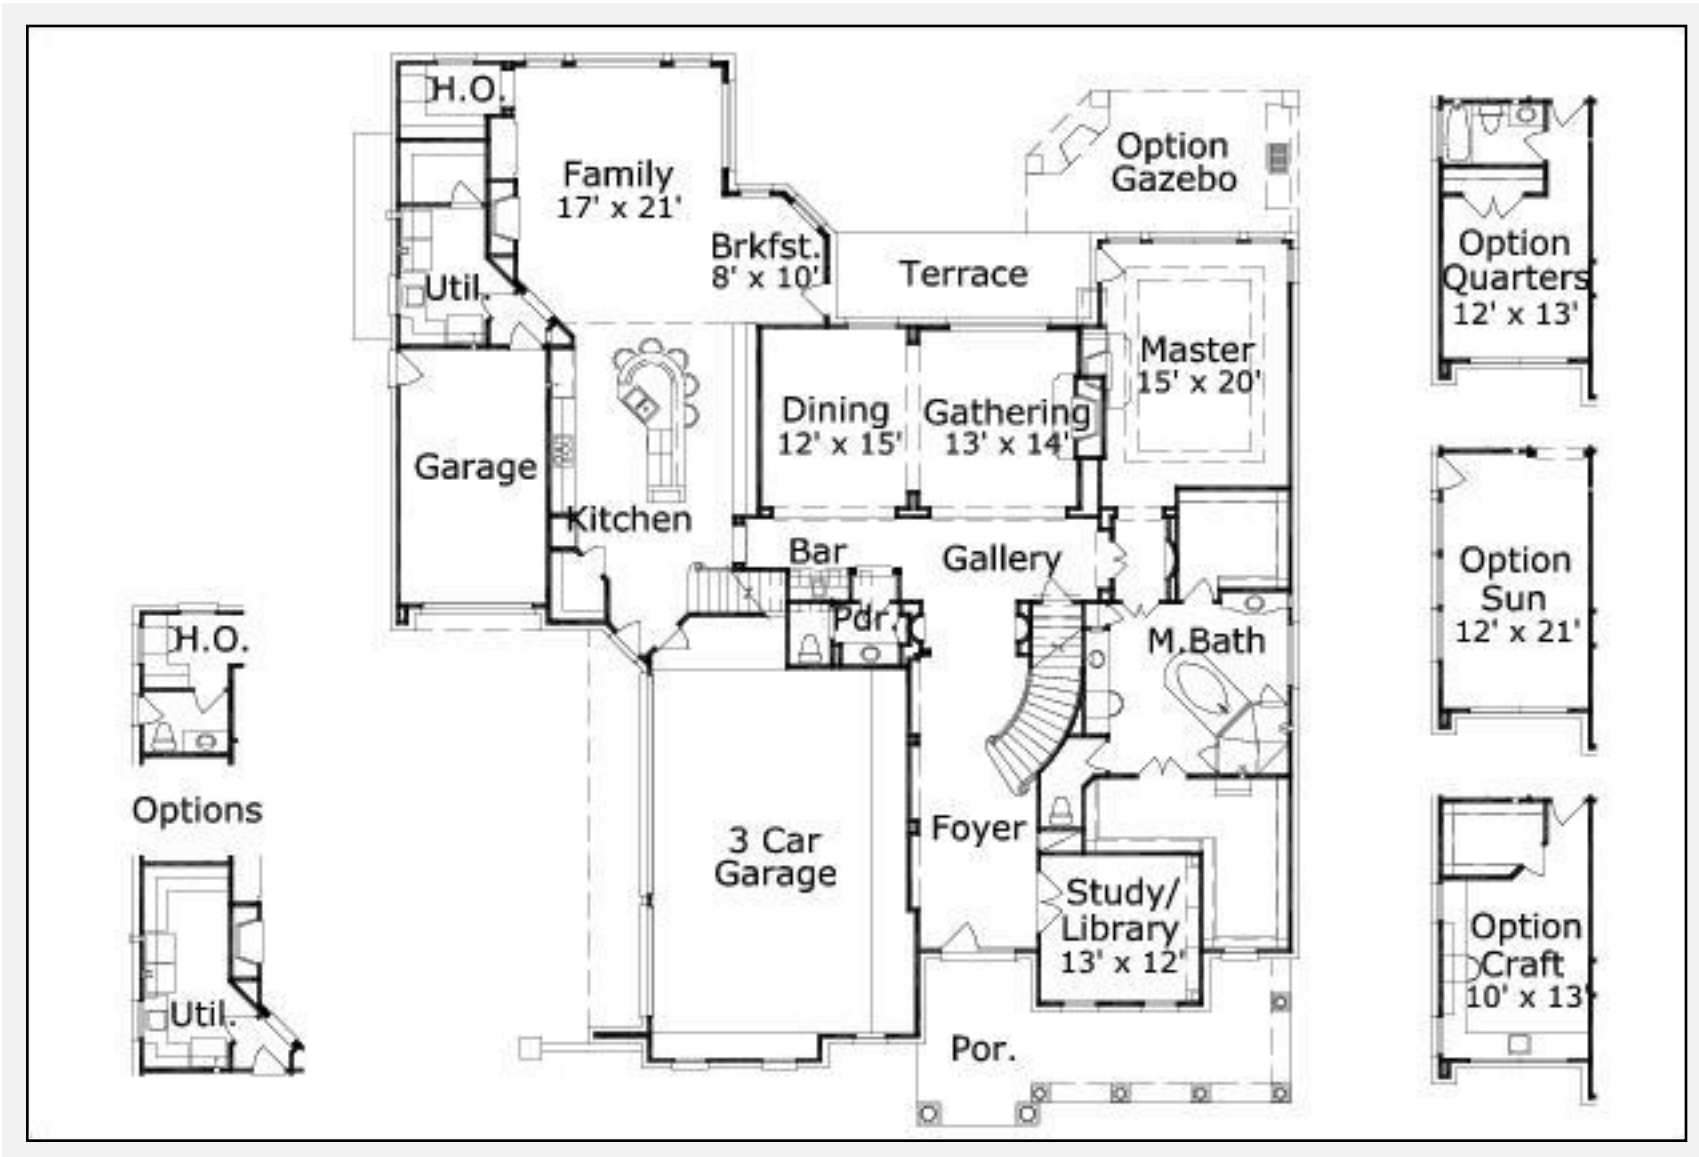 H.O.
Family
17' x 21'
Option
Gazebo
Brkfst.
8' x 10'
Terrace
Util.
Master
15' x 20'
Dining
12' x 15'
Gathering
13' x 14'
Garage
Kitchen
Bar
Gallery
Pdr.
M.Bath
3 Car
Garage
Foyer
Study/
Library
13' x 12'
Por.
H.O.
Options
Util.
Option
Quarters
12' x 13'
Option
Sun
12' x 21'
Option
Craft
10' x 13'